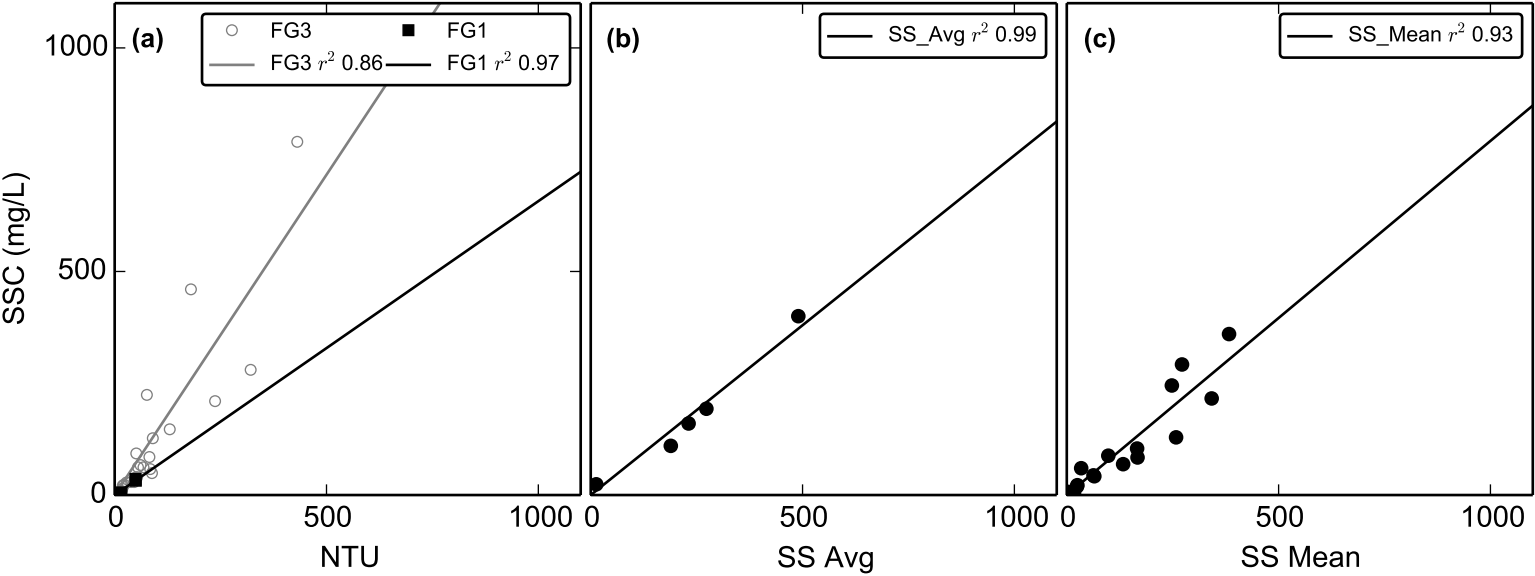 (a)
FG3 FG1
FG3 r² 0.86 FG1 r² 0.97
(b)
SS_Avg r² 0.99
(c)
SS_Mean r² 0.93
SSC (mg/L)
1000
500
0
0 500 1000
NTU
0 500 1000
SS Avg
0 500 1000
SS Mean